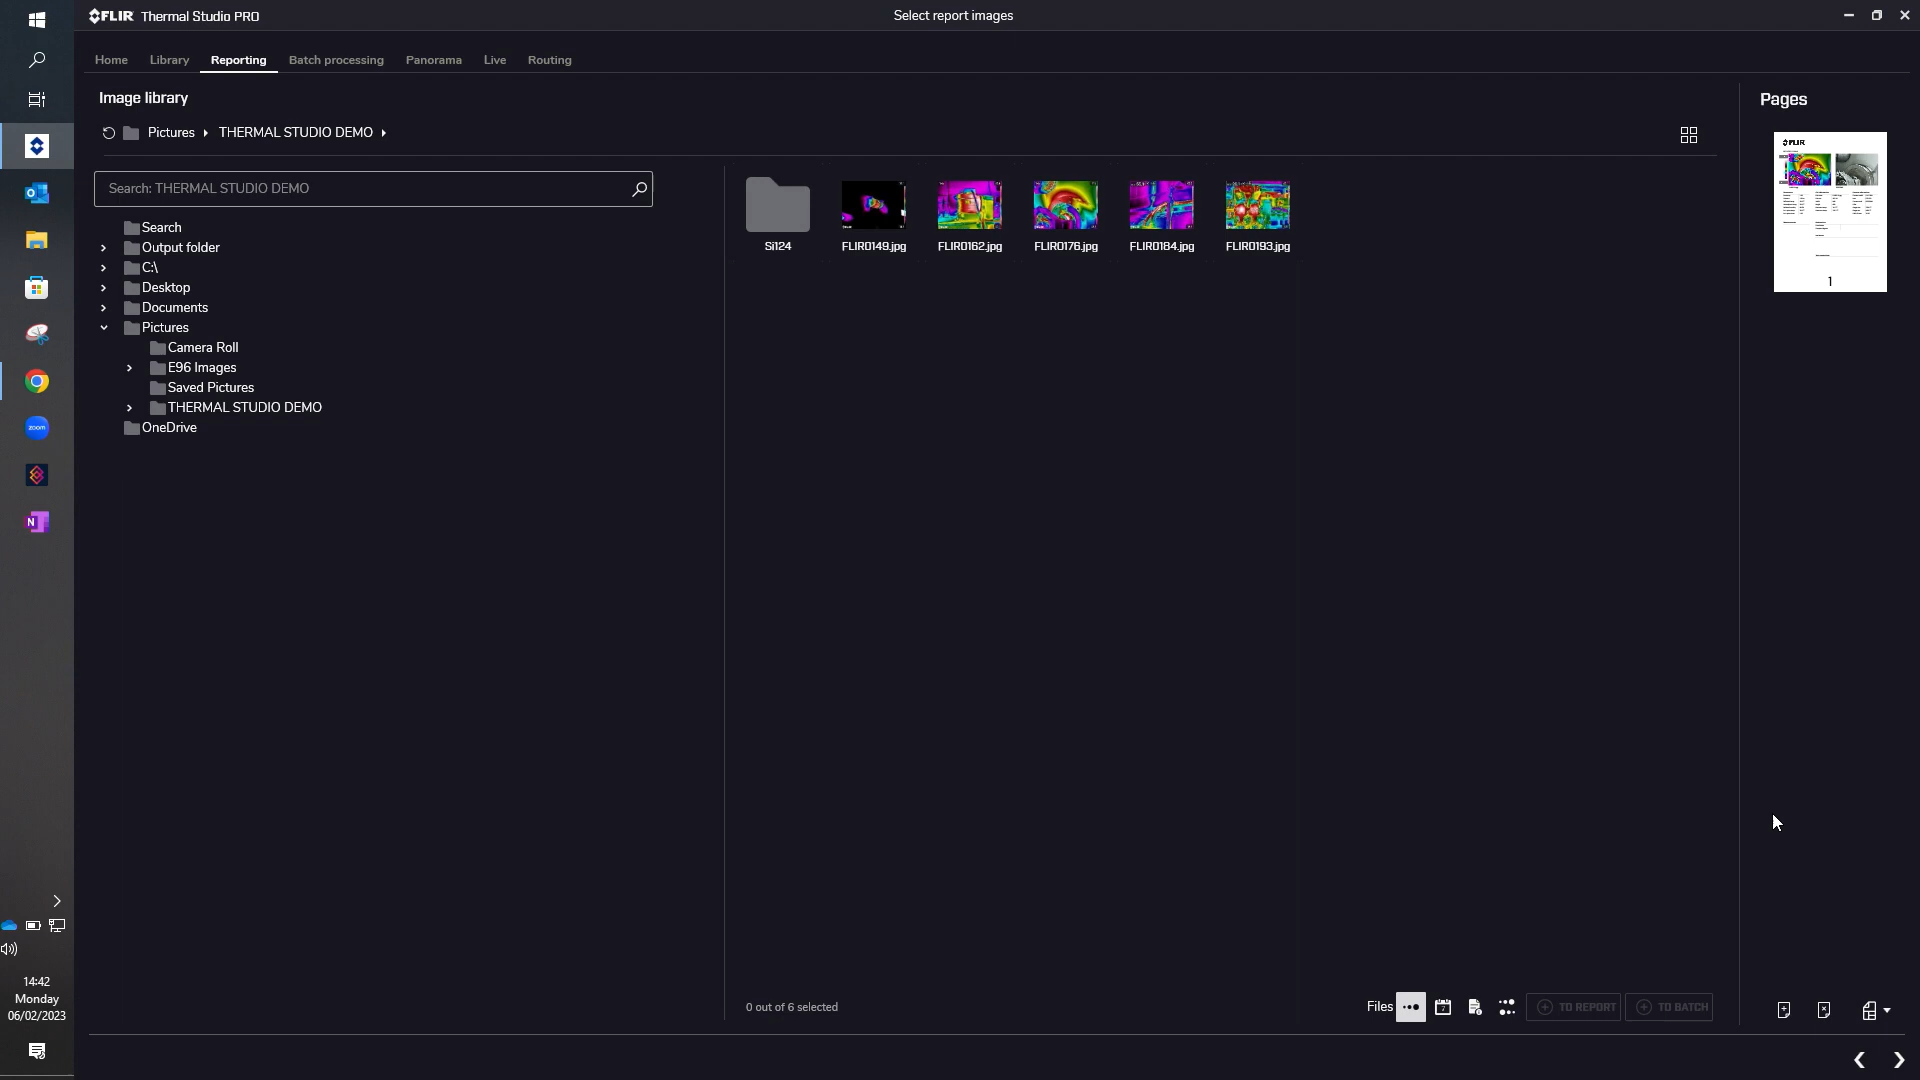 FLIR Thermal Studio PRO
Select report images
Home Library Reporting Batch processing Panorama Live Routing
Image library
Pages
Pictures THERMAL STUDIO DEMO
Search: THERMAL STUDIO DEMO
Search
Output folder
C:\
Desktop
Documents
Pictures
Camera Roll
E96 Images
Saved Pictures
THERMAL STUDIO DEMO
OneDrive
Si124 FLIR0149.jpg FLIR0162.jpg FLIR0176.jpg FLIR0184.jpg FLIR0193.jpg
FLIR
1
zoom
N
14:42
Monday
06/02/2023
0 out of 6 selected
Files
TO REPORT
TO BATCH